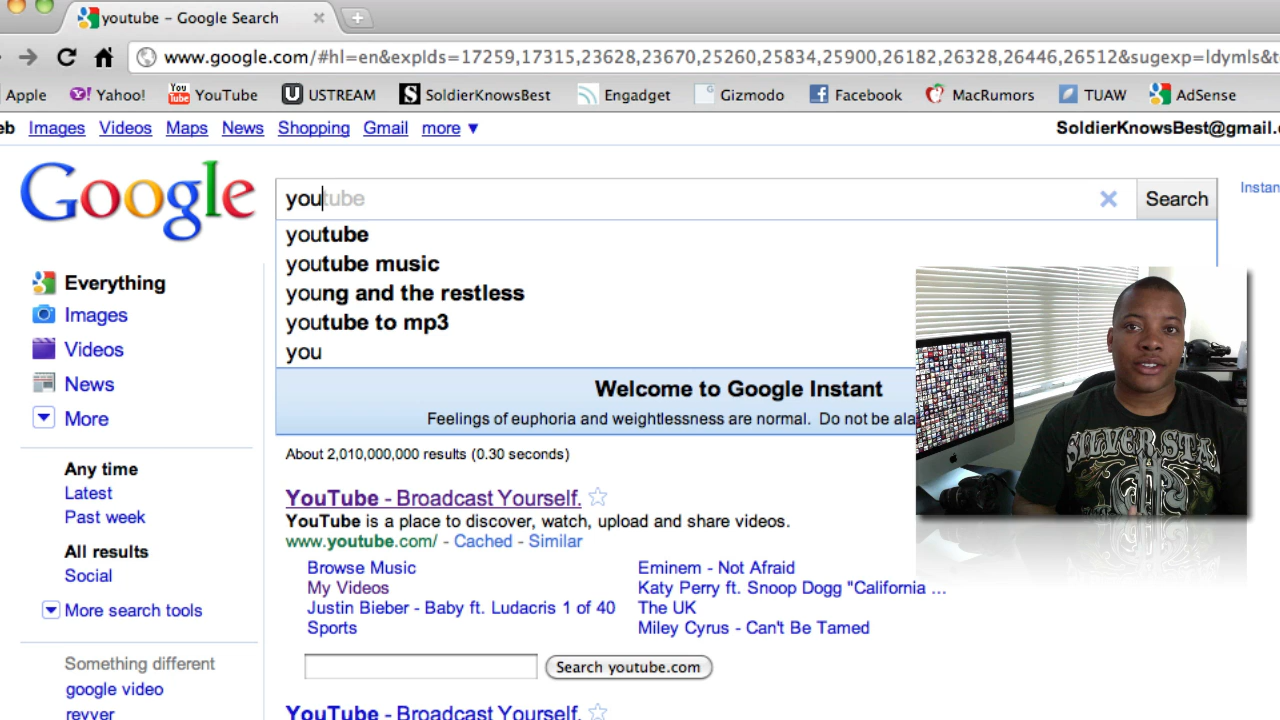 youtube – Google Search
www.google.com/#hl=en&expIds=17259,17315,23628,23670,25260,25834,25900,26182,26328,26446,26512&sugexp=ldymls&
Apple Yahoo! YouTube USTREAM SoldierKnowsBest Engadget Gizmodo Facebook MacRumors TUAW AdSense
eb Images Videos Maps News Shopping Gmail more ▼ SoldierKnowsBest@gmail.
Google
youtube
Search
Instan
youtube
youtube music
young and the restless
youtube to mp3
you
Everything
Images
Videos
News
More
Any time
Latest
Past week
All results
Social
More search tools
Something different
google video
revver
Welcome to Google Instant
Feelings of euphoria and weightlessness are normal. Do not be ala
About 2,010,000,000 results (0.30 seconds)
YouTube - Broadcast Yourself.
YouTube is a place to discover, watch, upload and share videos.
www.youtube.com/ - Cached - Similar
Browse Music
My Videos
Justin Bieber - Baby ft. Ludacris 1 of 40
Sports
Eminem - Not Afraid
Katy Perry ft. Snoop Dogg "California ...
The UK
Miley Cyrus - Can't Be Tamed
Search youtube.com
YouTube - Broadcast Yourself.
SILVER STA